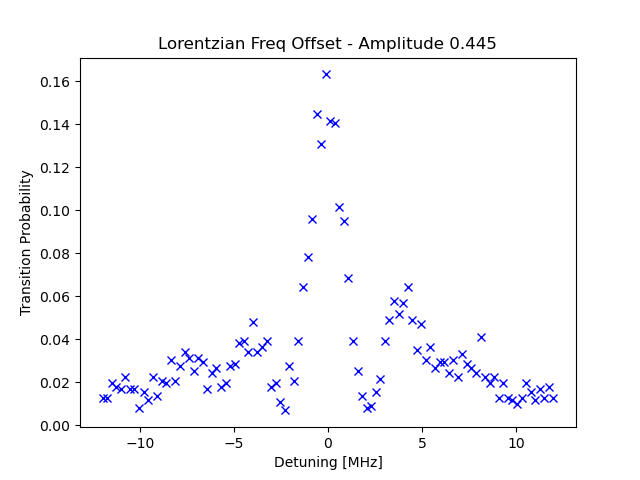 Lorentzian Freq Offset - Amplitude 0.445
Transition Probability
0.16
0.14
0.12
0.10
0.08
0.06
0.04
0.02
0.00
−10 −5 0 5 10
Detuning [MHz]